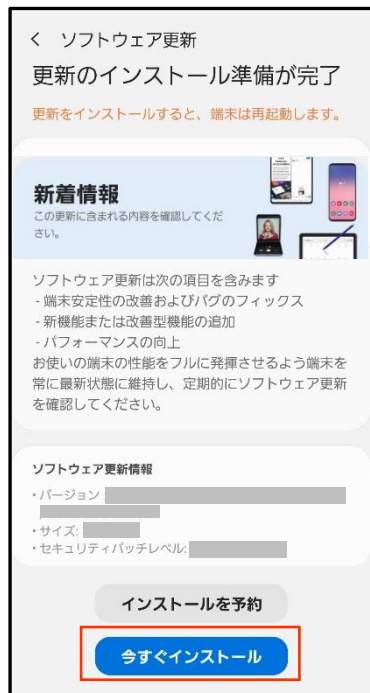 < ソフトウェア更新
更新のインストール準備が完了
更新をインストールすると、端末は再起動します。
新着情報
この更新に含まれる内容を確認してくだ
さい。
ソフトウェア更新は次の項目を含みます
- 端末安定性の改善およびバグのフィックス
- 新機能または改善型機能の追加
- パフォーマンスの向上
お使いの端末の性能をフルに発揮させるよう端末を
常に最新状態に維持し、定期的にソフトウェア更新
を確認してください。
ソフトウェア更新情報
・バージョン
・サイズ:
・セキュリティパッチレベル:
インストールを予約
今すぐインストール